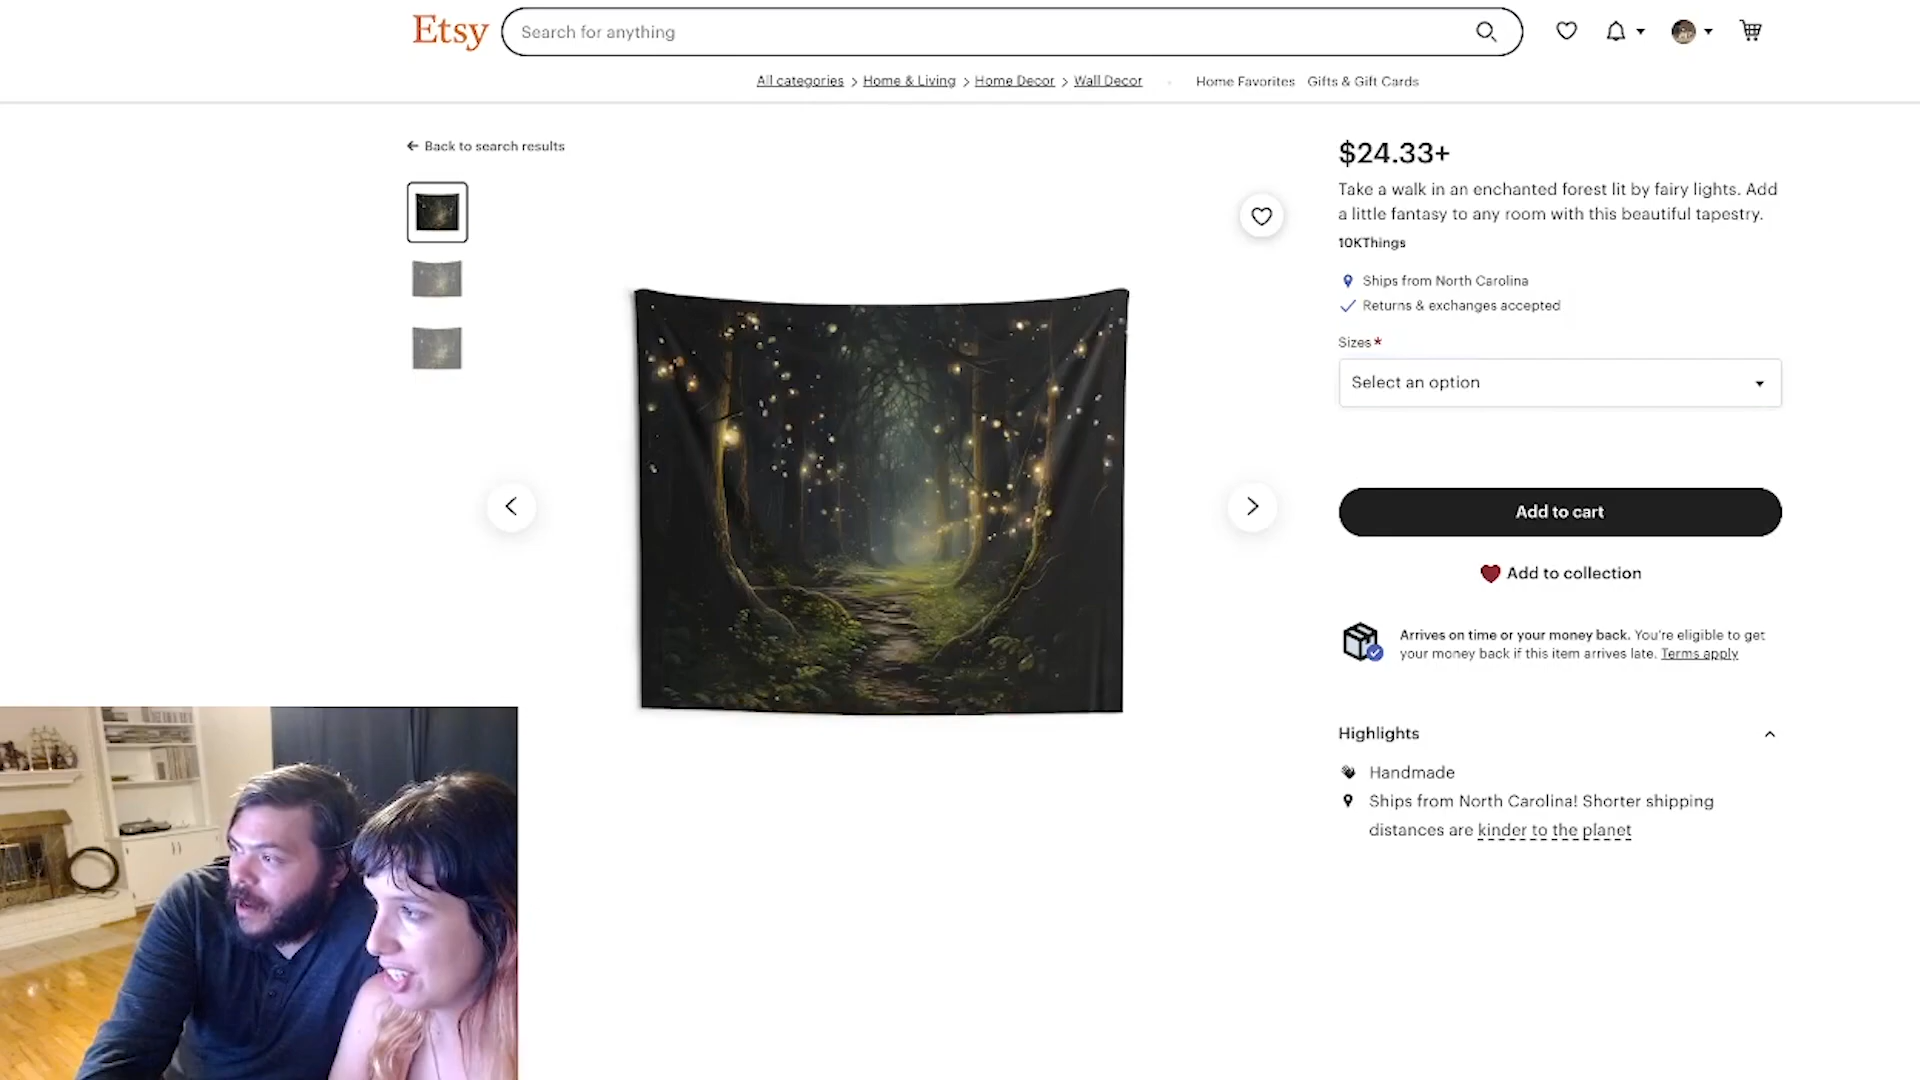 Etsy
Search for anything
All categories > Home & Living > Home Decor > Wall Decor
Home Favorites
Gifts & Gift Cards
Back to search results
$24.33+
Take a walk in an enchanted forest lit by fairy lights. Add
a little fantasy to any room with this beautiful tapestry.
10KThings
Ships from North Carolina
Returns & exchanges accepted
Sizes*
Select an option
Add to cart
Add to collection
Arrives on time or your money back. You're eligible to get
your money back if this item arrives late. Terms apply
Highlights
Handmade
Ships from North Carolina! Shorter shipping
distances are kinder to the planet